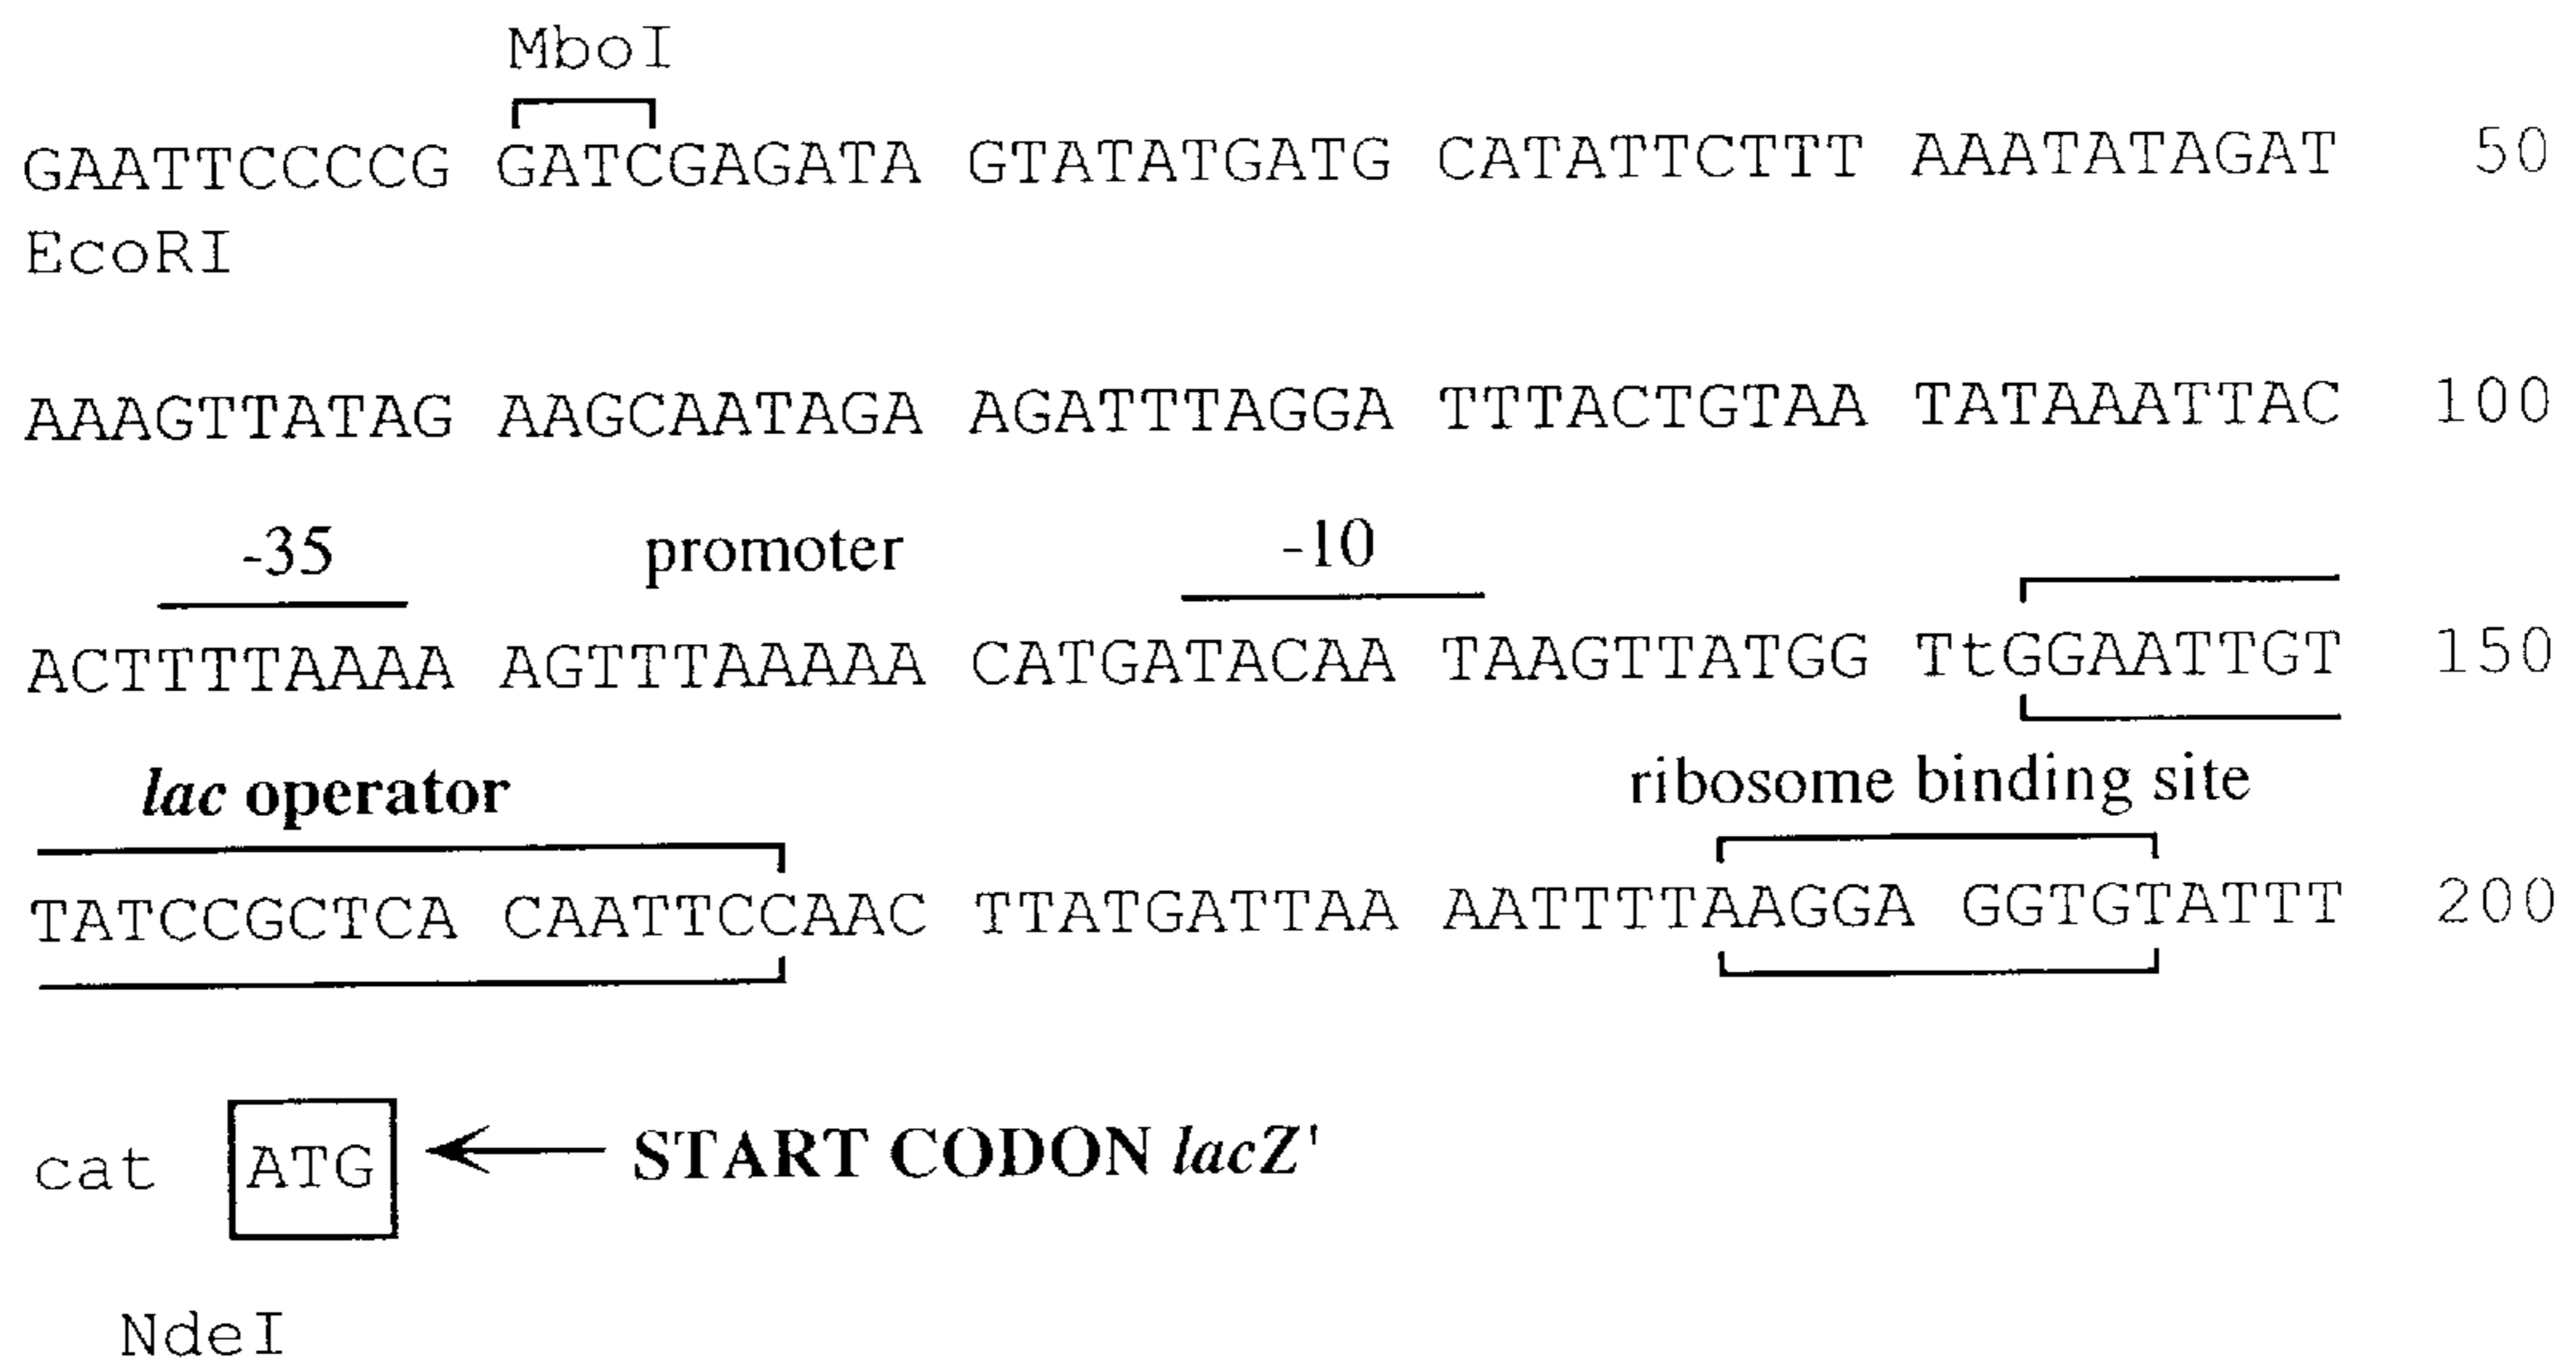 MboI
GAATTCCCCG GATCGAGATA GTATATGATG CATATTCTTT AAATATAGAT 50
EcoRI
AAAGTTATAG AAGCAATAGA AGATTTAGGA TTTACTGTAA TATAAATTAC 100
-35 promoter -10
ACTTTTTAAAA AGTTTAAAAA CATGATACAA TAAGTTATGG TtGGAATTGT 150
lac operator ribosome binding site
TATCCGCTCA CAATTCCAAC TTATGATTAA AATTTTAAGGA GGTGTATTT 200
cat ATG START CODON lacZ'
NdeI